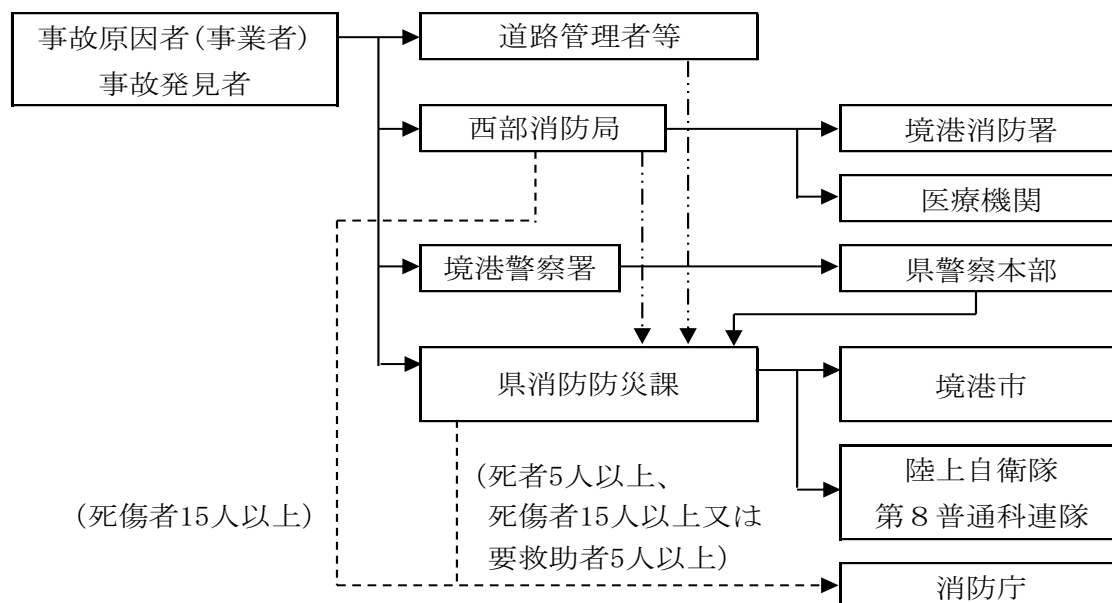 事故原因者(事業者)
事故発見者
道路管理者等
西部消防局
境港消防署
医療機関
境港警察署
県警察本部
県消防防災課
境港市
陸上自衛隊
第8普通科連隊
(死傷者15人以上)
(死者5人以上、
死傷者15人以上又は
要救助者5人以上)
消防庁